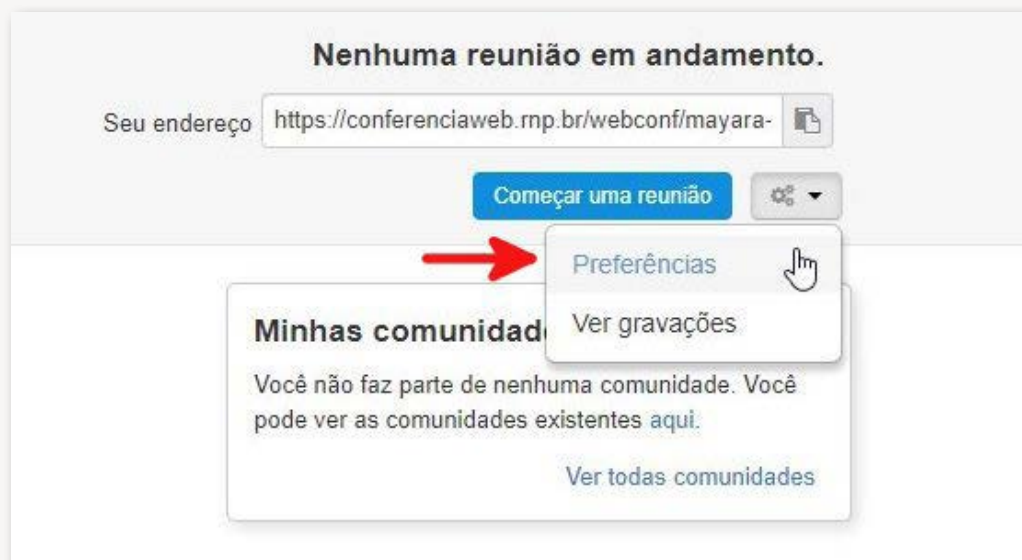 Nenhuma reunião em andamento.
Seu endereço https://conferenciaweb.rnp.br/webconf/mayara-
Começar uma reunião
Preferências
Ver gravações
Minhas comunidad
Você não faz parte de nenhuma comunidade. Você
pode ver as comunidades existentes aqui.
Ver todas comunidades